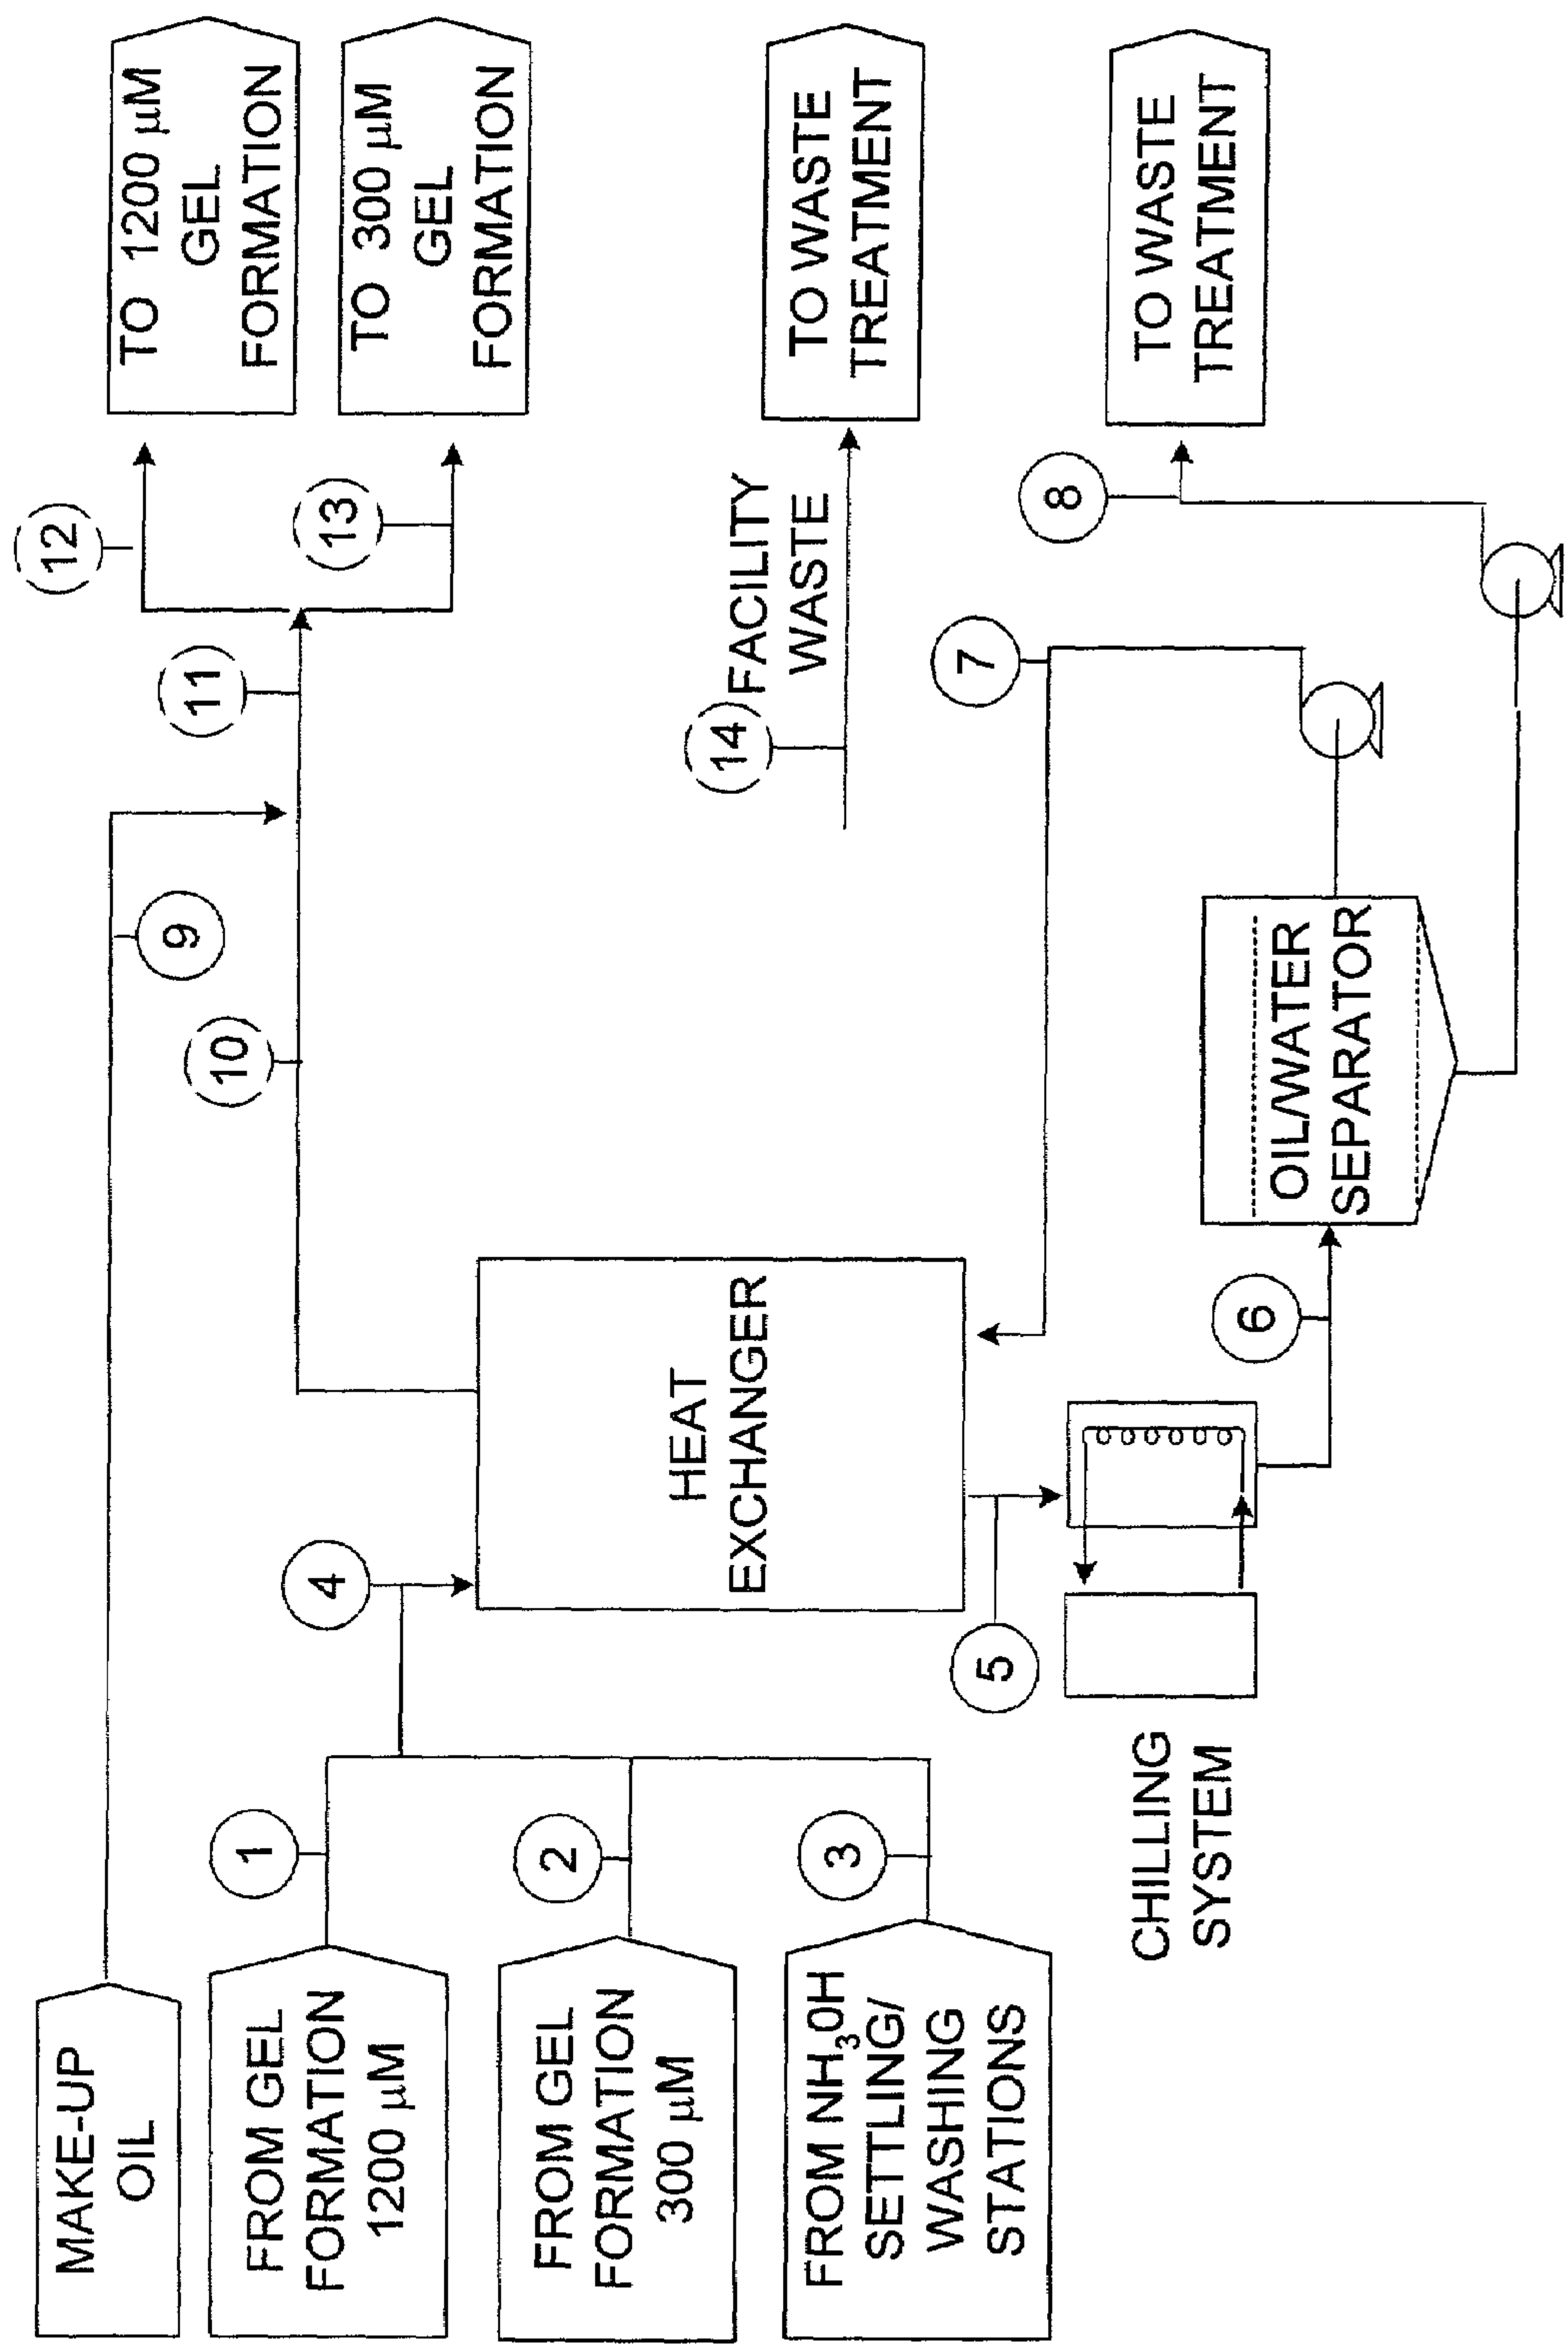 MAKE-UP
OIL
FROM GEL
FORMATION
1200 μM
FROM GEL
FORMATION
300 μM
FROM NH₃0H
SETTLING/
WASHING
STATIONS
1
2
3
4
5
CHILLING
SYSTEM
HEAT
EXCHANGER
6
OIL/WATER
SEPARATOR
7
8
9
10
11
12
13
14
FACILITY
WASTE
TO 1200 μM
GEL
FORMATION
TO 300 μM
GEL
FORMATION
TO WASTE
TREATMENT
TO WASTE
TREATMENT